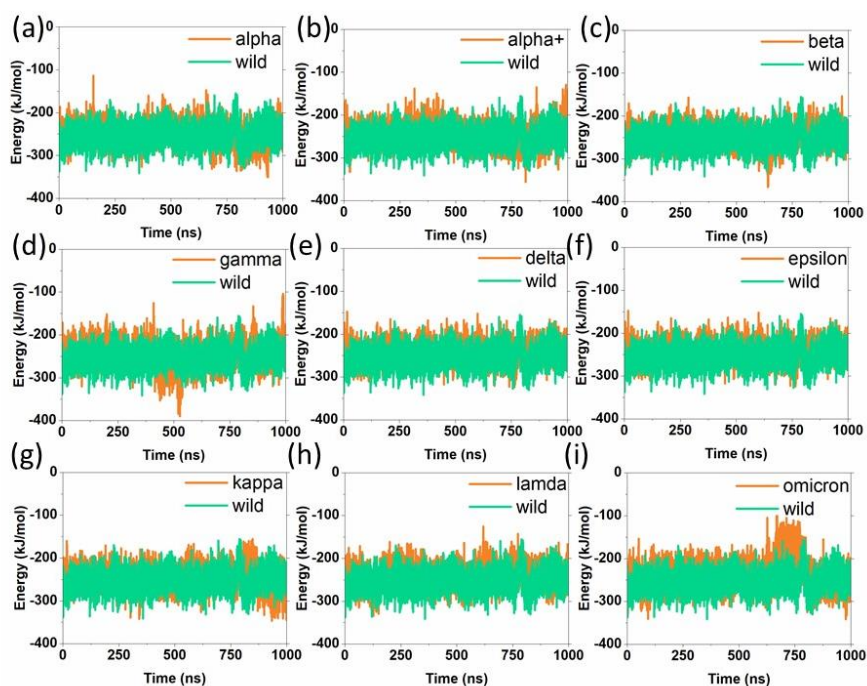 (a)
alpha
wild
Energy (kJ/mol)
0
-100
-200
-300
-400
0 250 500 750 1000
Time (ns)
(b)
alpha+
wild
Energy (kJ/mol)
0
-100
-200
-300
-400
0 250 500 750 1000
Time (ns)
(c)
beta
wild
Energy (kJ/mol)
0
-100
-200
-300
-400
0 250 500 750 1000
Time (ns)
(d)
gamma
wild
Energy (kJ/mol)
0
-100
-200
-300
-400
0 250 500 750 1000
Time (ns)
(e)
delta
wild
Energy (kJ/mol)
0
-100
-200
-300
-400
0 250 500 750 1000
Time (ns)
(f)
epsilon
wild
Energy (kJ/mol)
0
-100
-200
-300
-400
0 250 500 750 1000
Time (ns)
(g)
kappa
wild
Energy (kJ/mol)
0
-100
-200
-300
-400
0 250 500 750 1000
Time (ns)
(h)
lamda
wild
Energy (kJ/mol)
0
-100
-200
-300
-400
0 250 500 750 1000
Time (ns)
(i)
omicron
wild
Energy (kJ/mol)
0
-100
-200
-300
-400
0 250 500 750 1000
Time (ns)